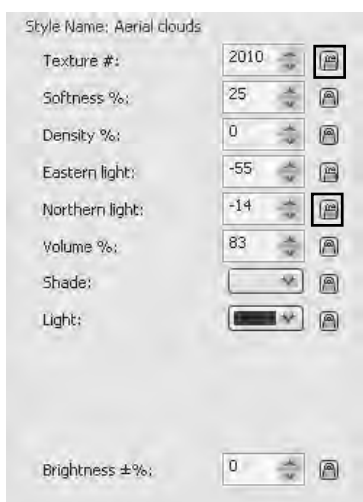 Style Name: Aerial clouds
Texture #: 2010
Softness %: 25
Density %: 0
Eastern light: -55
Northern light: -14
Volume %: 83
Shade:
Light:
Brightness ±%: 0